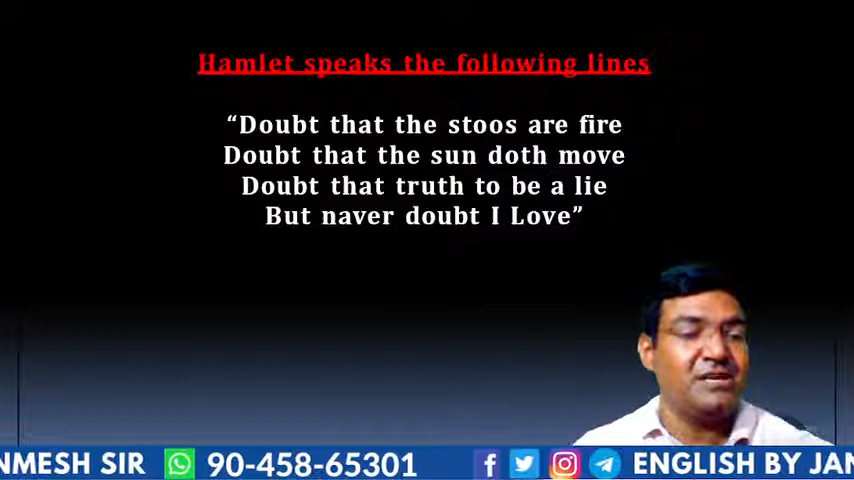 Hamlet speaks the following lines
“Doubt that the stoos are fire
Doubt that the sun doth move
Doubt that truth to be a lie
But naver doubt I Love”
NMESH SIR 90-458-65301 ENGLISH BY JAN